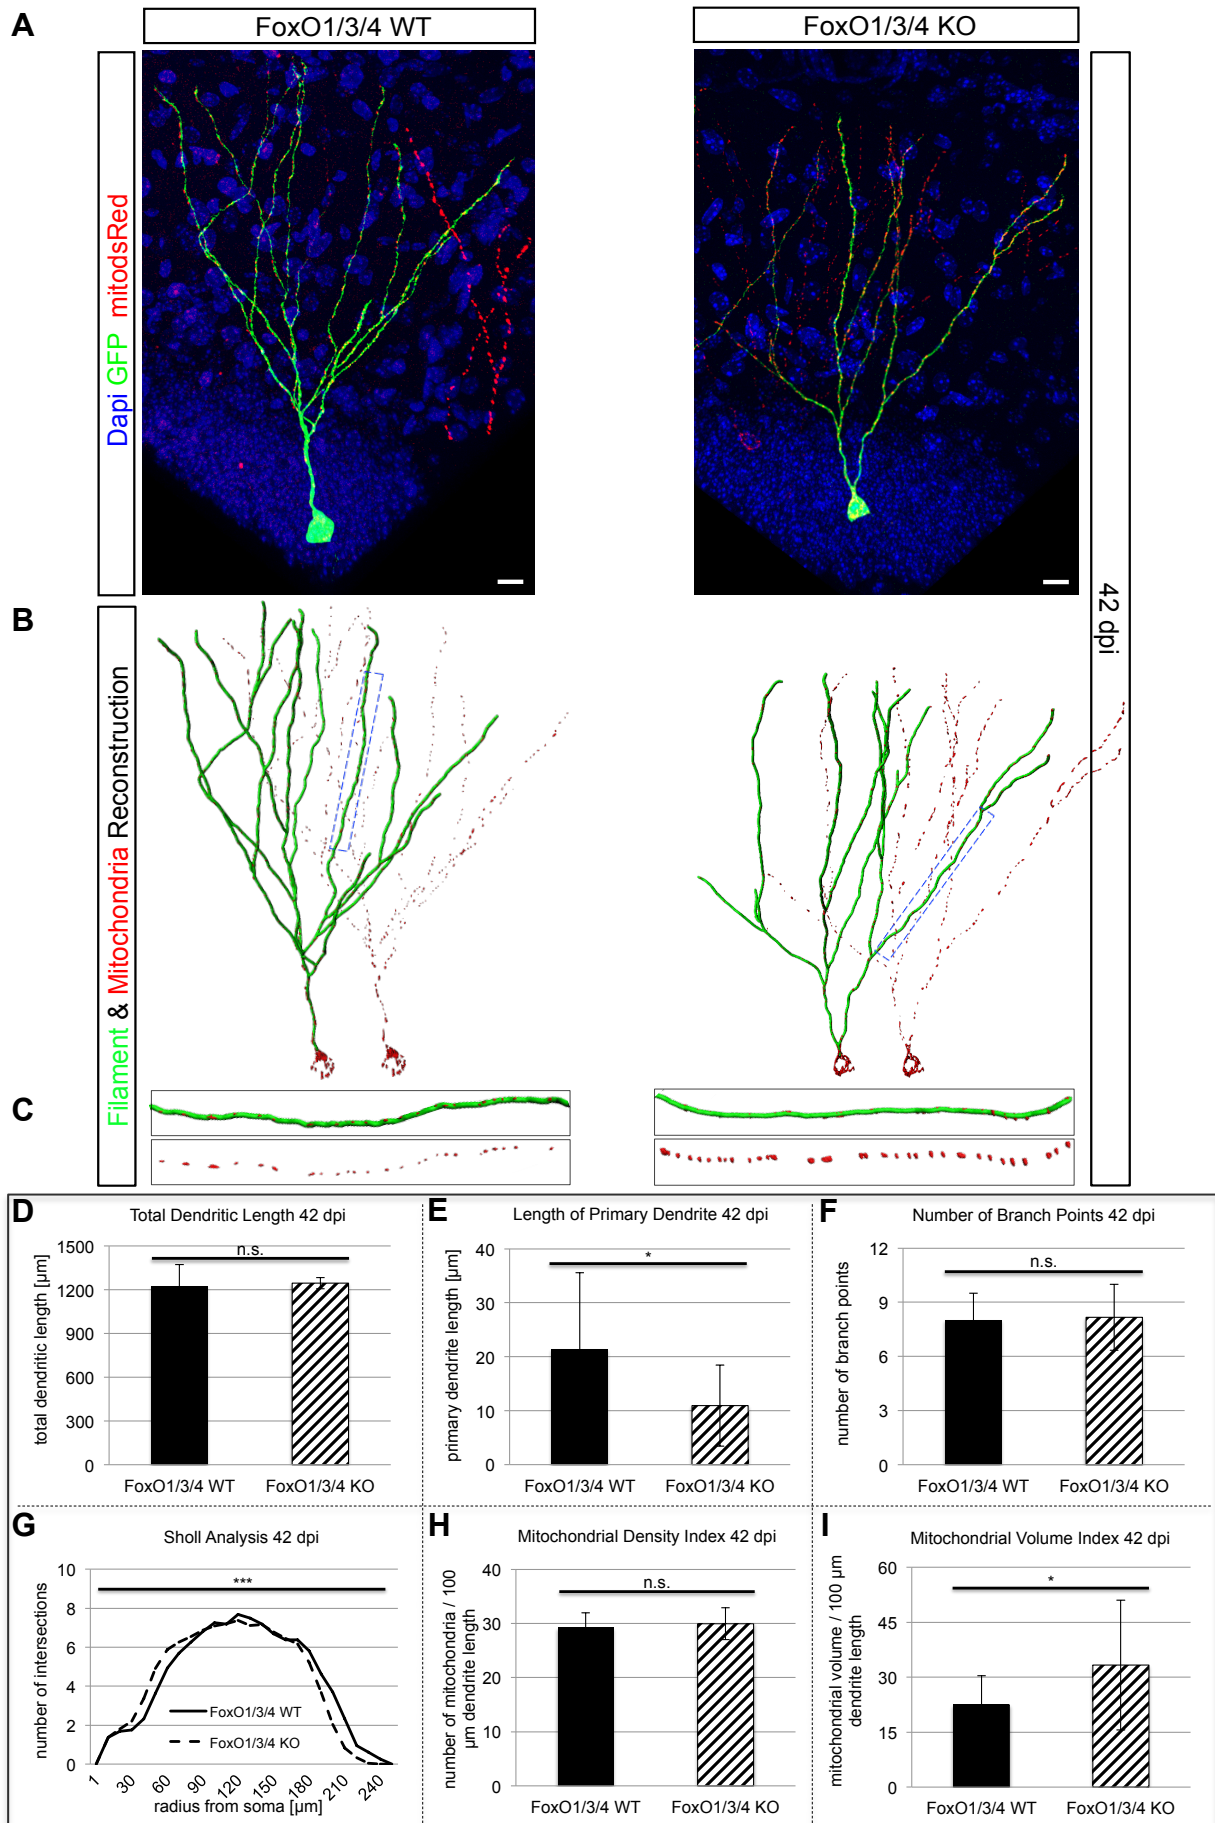 A
FoxO1/3/4 WT
FoxO1/3/4 KO
Dapi GFP mitodsRed
42 dpi
B
Filament & Mitochondria Reconstruction
C
D
Total Dendritic Length 42 dpi
n.s.
total dendritic length [µm]
1500
1200
900
600
300
0
FoxO1/3/4 WT
FoxO1/3/4 KO
E
Length of Primary Dendrite 42 dpi
*
primary dendrite length [µm]
40
30
20
10
0
FoxO1/3/4 WT
FoxO1/3/4 KO
F
Number of Branch Points 42 dpi
n.s.
number of branch points
12
9
6
3
0
FoxO1/3/4 WT
FoxO1/3/4 KO
G
Sholl Analysis 42 dpi
***
number of intersections
10
8
6
4
2
0
FoxO1/3/4 WT
FoxO1/3/4 KO
1
30
60
90
120
150
180
210
240
radius from soma [µm]
H
Mitochondrial Density Index 42 dpi
n.s.
number of mitochondria / 100
µm dendrite length
40
30
20
10
0
FoxO1/3/4 WT
FoxO1/3/4 KO
I
Mitochondrial Volume Index 42 dpi
*
mitochondrial volume / 100 µm
dendrite length
60
45
30
15
0
FoxO1/3/4 WT
FoxO1/3/4 KO